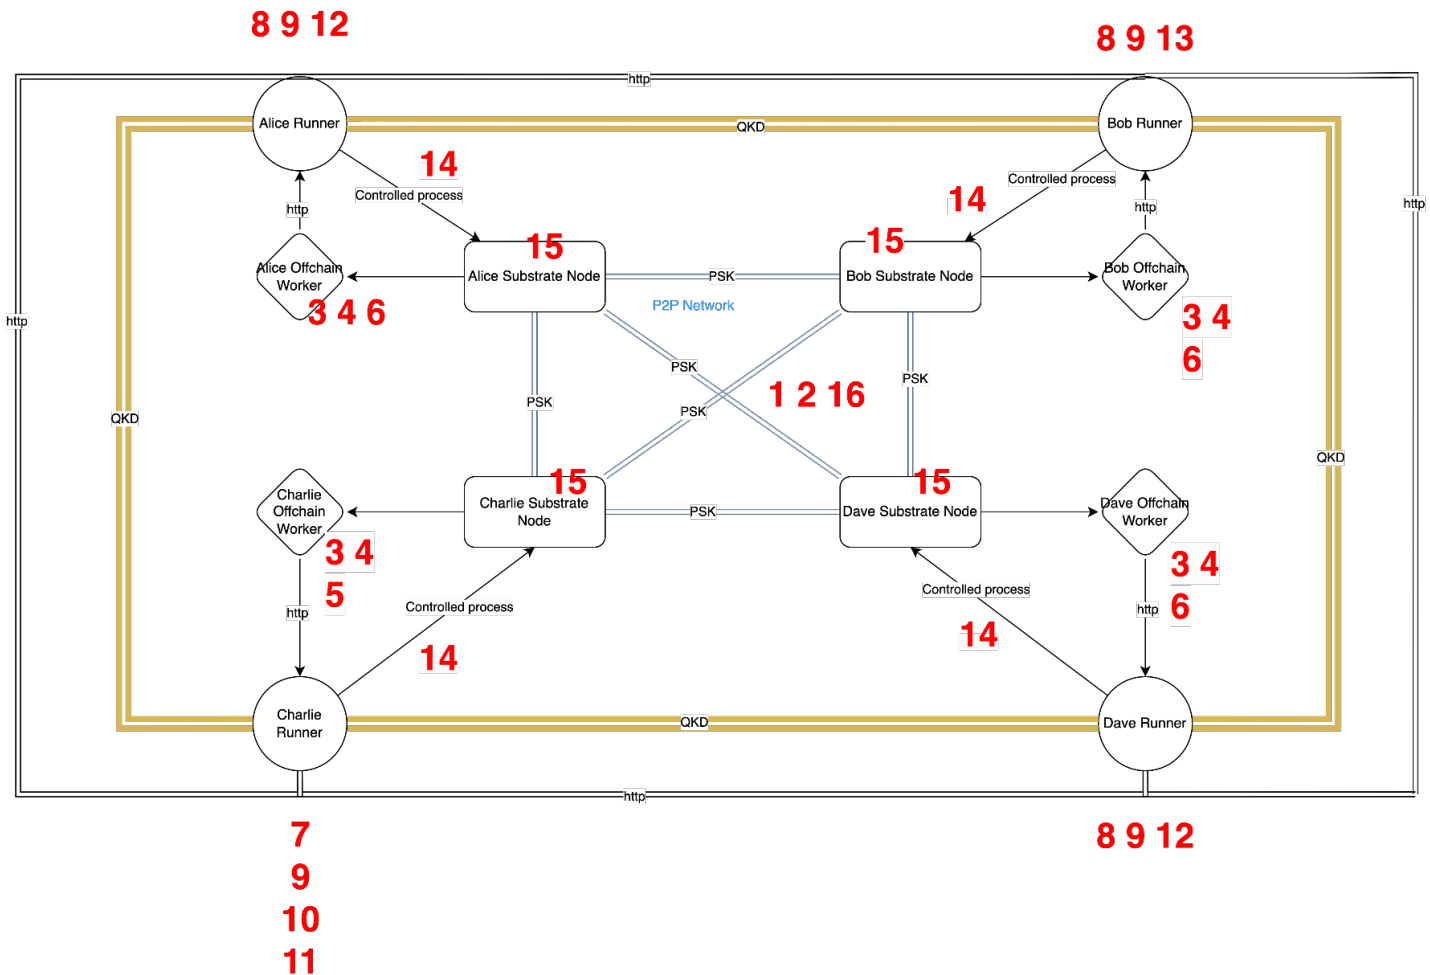 8 9 12
8 9 13
http
Alice Runner
QKD
Bob Runner
14
Controlled process
Controlled process
14
http
http
http
15
15
Alice Offchain
Worker
Alice Substrate Node
PSK
Bob Substrate Node
Bob Offchain
Worker
P2P Network
3 4 6
3 4
6
http
PSK
PSK
1 2 16
PSK
PSK
QKD
QKD
15
15
Charlie
Offchain
Worker
Charlie Substrate
Node
PSK
Dave Substrate Node
Dave Offchain
Worker
3 4
5
3 4
6
http
Controlled process
Controlled process
http
14
14
Charlie
Runner
QKD
Dave Runner
http
7
9
10
11
8 9 12